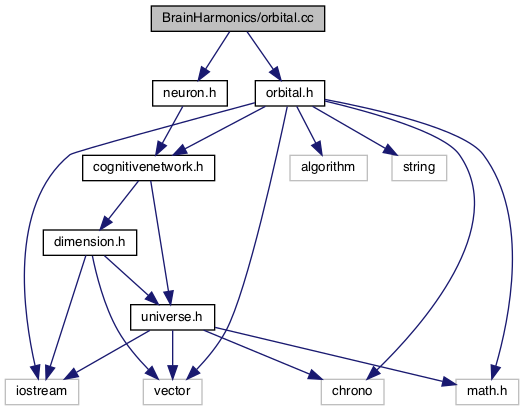 BrainHarmonics/orbital.cc
neuron.h
orbital.h
cognitivenetwork.h
algorithm
string
dimension.h
universe.h
iostream
vector
chrono
math.h